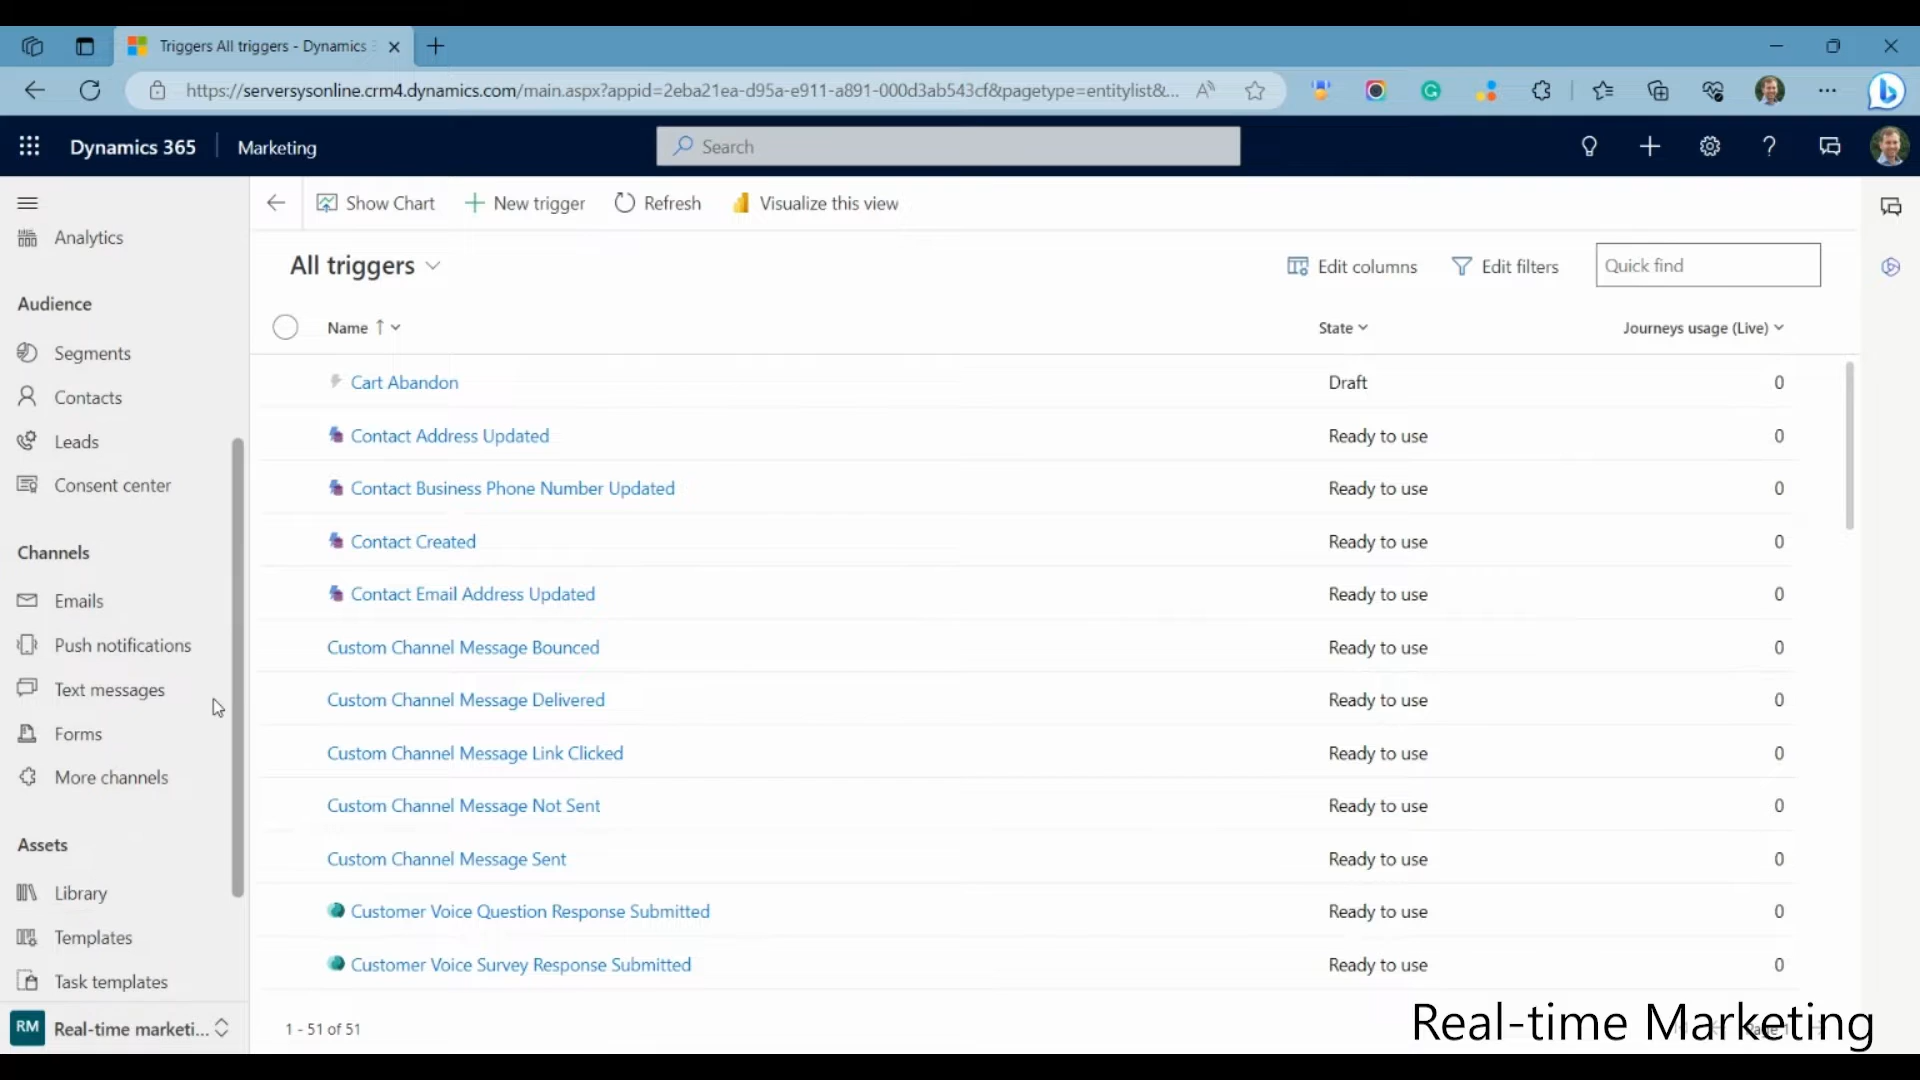 Triggers All triggers - Dynamics
https://serversysonline.crm4.dynamics.com/main.aspx?appid=2eba21ea-d95a-e911-a891-000d3ab543cf&pagetype=entitylist&...
Dynamics 365
Marketing
Search
Show Chart
New trigger
Refresh
Visualize this view
Analytics
Audience
Segments
Contacts
Leads
Consent center
Channels
Emails
Push notifications
Text messages
Forms
More channels
Assets
Library
Templates
Task templates
RM Real-time marketi...
All triggers
Edit columns
Edit filters
Quick find
Name State Journeys usage (Live)
Cart Abandon Draft 0
Contact Address Updated Ready to use 0
Contact Business Phone Number Updated Ready to use 0
Contact Created Ready to use 0
Contact Email Address Updated Ready to use 0
Custom Channel Message Bounced Ready to use 0
Custom Channel Message Delivered Ready to use 0
Custom Channel Message Link Clicked Ready to use 0
Custom Channel Message Not Sent Ready to use 0
Custom Channel Message Sent Ready to use 0
Customer Voice Question Response Submitted Ready to use 0
Customer Voice Survey Response Submitted Ready to use 0
1 - 51 of 51
Page 1
Real-time Marketing